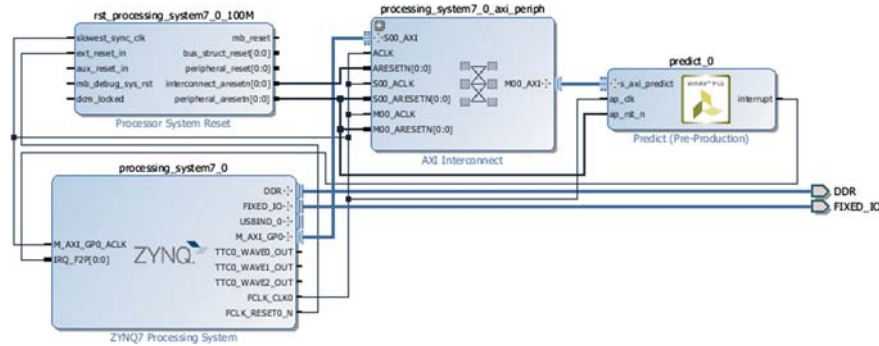 rst_processing_system7_0_100M
slowest_sync_clk
ext_reset_in
aux_reset_in
mb_debug_sys_rst
dcm_locked
mb_reset
bus_struct_reset[0:0]
peripheral_reset[0:0]
interconnect_aresetn[0:0]
peripheral_aresetn[0:0]
Processor System Reset
processing_system7_0_axi_periph
S00_AXI
ACLK
ARESETN[0:0]
S00_ACLK
S00_ARESETN[0:0]
M00_ACLK
M00_ARESETN[0:0]
M00_AXI
AXI Interconnect
predict_0
s_axi_predict
ap_clk
ap_rst_n
interrupt
Predict (Pre-Production)
processing_system7_0
M_AXI_GP0_ACLK
IRQ_F2P[0:0]
ZYNQ
DDR
FIXED_IO
USBIND_0
M_AXI_GP0
TTC0_WAVE0_OUT
TTC0_WAVE1_OUT
TTC0_WAVE2_OUT
FCLK_CLK0
FCLK_RESET0_N
ZYNQ7 Processing System
DDR
FIXED_IO